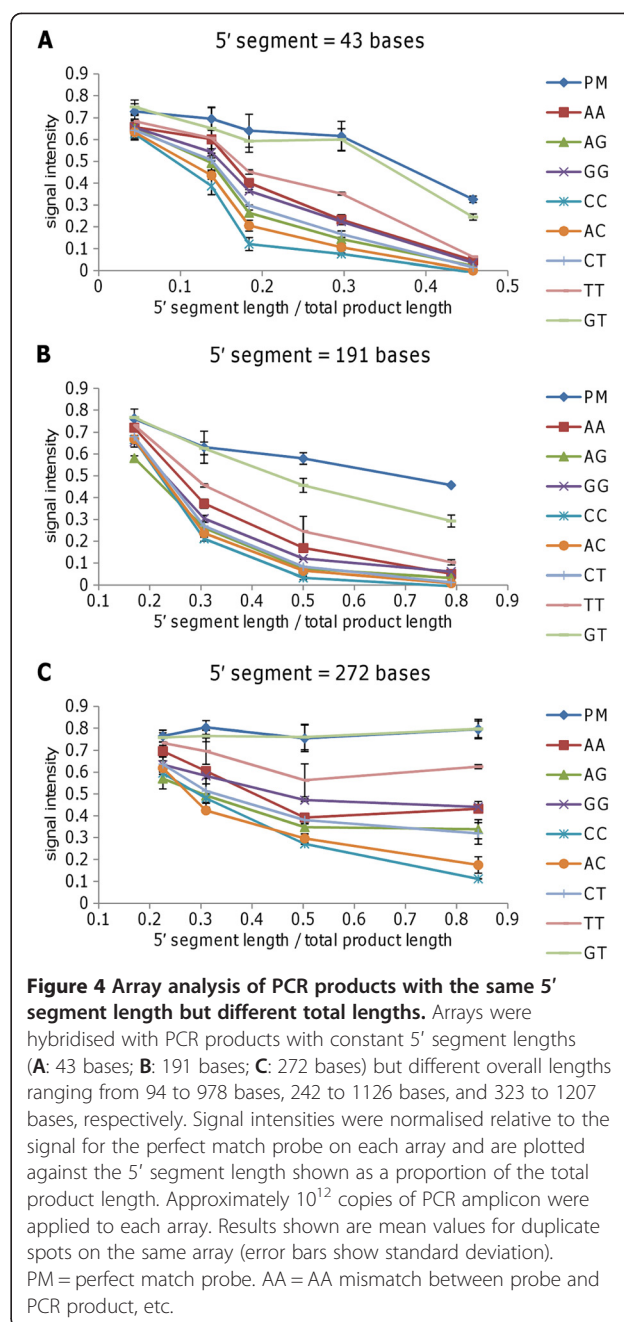 A
5′ segment = 43 bases
signal intensity
0.9
0.8
0.7
0.6
0.5
0.4
0.3
0.2
0.1
0
0 0.1 0.2 0.3 0.4 0.5
5′ segment length / total product length
PM
AA
AG
GG
CC
AC
CT
TT
GT
B
5′ segment = 191 bases
signal intensity
0.9
0.8
0.7
0.6
0.5
0.4
0.3
0.2
0.1
0
0.1 0.2 0.3 0.4 0.5 0.6 0.7 0.8 0.9
5′ segment length / total product length
PM
AA
AG
GG
CC
AC
CT
TT
GT
C
5′ segment = 272 bases
signal intensity
0.9
0.8
0.7
0.6
0.5
0.4
0.3
0.2
0.1
0
0.1 0.2 0.3 0.4 0.5 0.6 0.7 0.8 0.9
5′ segment length / total product length
PM
AA
AG
GG
CC
AC
CT
TT
GT
Figure 4 Array analysis of PCR products with the same 5′
segment length but different total lengths. Arrays were
hybridised with PCR products with constant 5′ segment lengths
(A: 43 bases; B: 191 bases; C: 272 bases) but different overall lengths
ranging from 94 to 978 bases, 242 to 1126 bases, and 323 to 1207
bases, respectively. Signal intensities were normalised relative to the
signal for the perfect match probe on each array and are plotted
against the 5′ segment length shown as a proportion of the total
product length. Approximately 10¹² copies of PCR amplicon were
applied to each array. Results shown are mean values for duplicate
spots on the same array (error bars show standard deviation).
PM = perfect match probe. AA = AA mismatch between probe and
PCR product, etc.